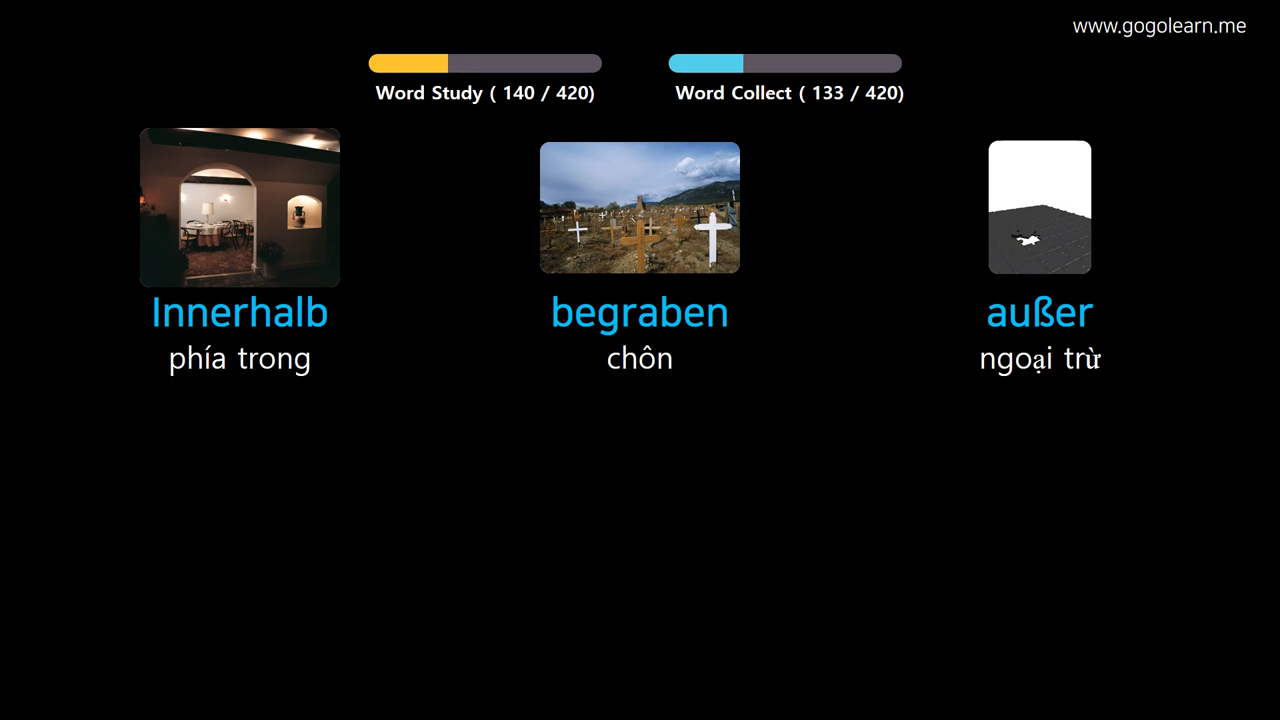 www.gogolearn.me
Word Study ( 140 / 420)
Word Collect ( 133 / 420)
Innerhalb
phía trong
begraben
chôn
außer
ngoại trừ